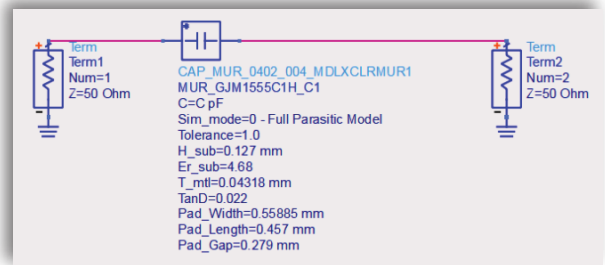 Term
Term1
Num=1
Z=50 Ohm
CAP_MUR_0402_004_MDLXCLRMUR1
MUR_GJM1555C1H_C1
C=C pF
Sim_mode=0 - Full Parasitic Model
Tolerance=1.0
H_sub=0.127 mm
Er_sub=4.68
T_mtl=0.04318 mm
TanD=0.022
Pad_Width=0.55885 mm
Pad_Length=0.457 mm
Pad_Gap=0.279 mm
Term
Term2
Num=2
Z=50 Ohm